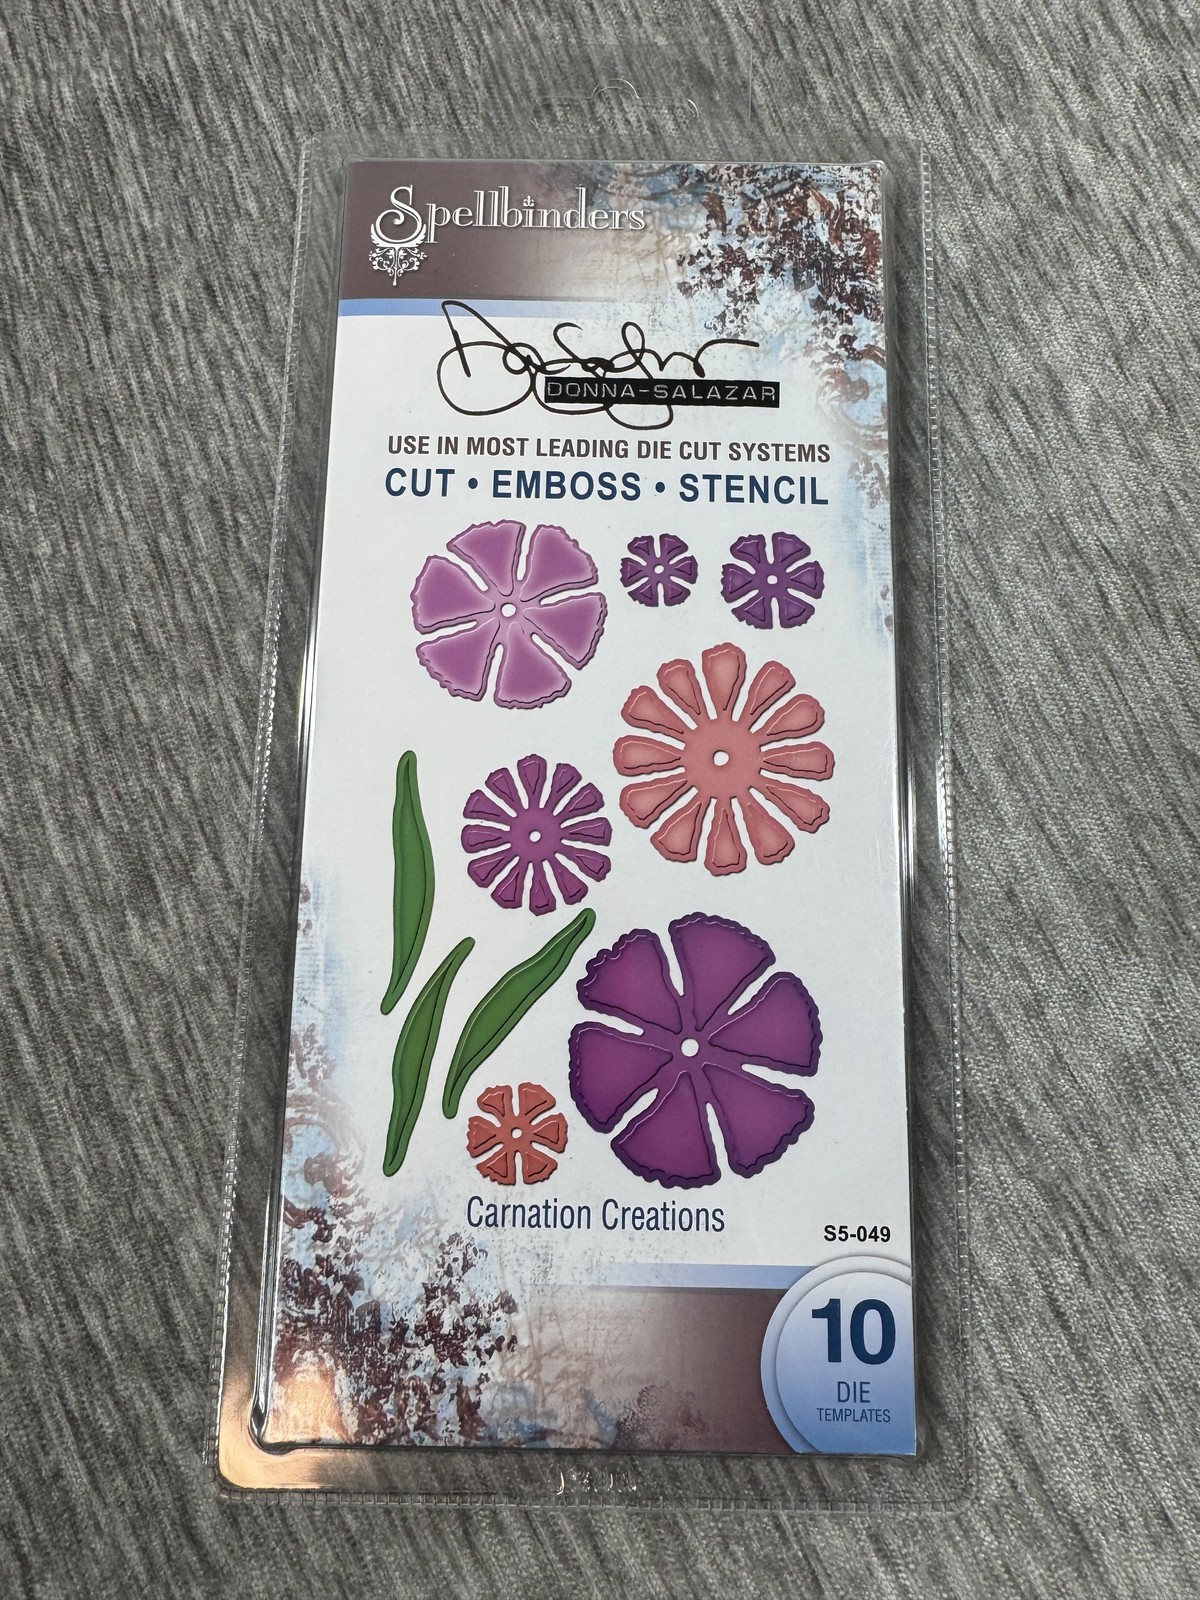 Spellbinders
DONNA-SALAZAR
USE IN MOST LEADING DIE CUT SYSTEMS
CUT • EMBOSS • STENCIL
Carnation Creations
S5-049
10
DIE
TEMPLATES